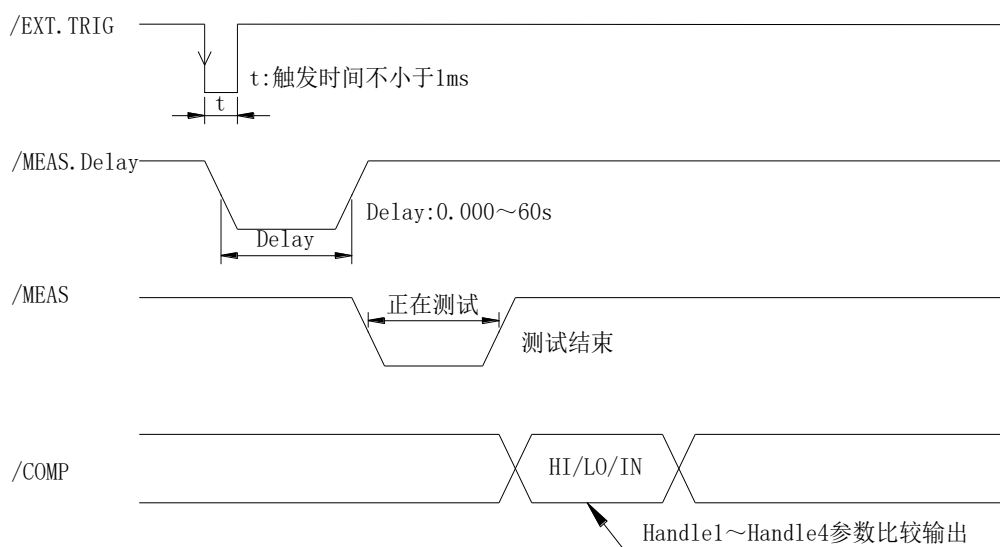 /EXT.TRIG
t:触发时间不小于1ms
t
/MEAS.Delay
Delay:0.000～60s
Delay
/MEAS
正在测试
测试结束
/COMP
HI/LO/IN
Handle1～Handle4参数比较输出